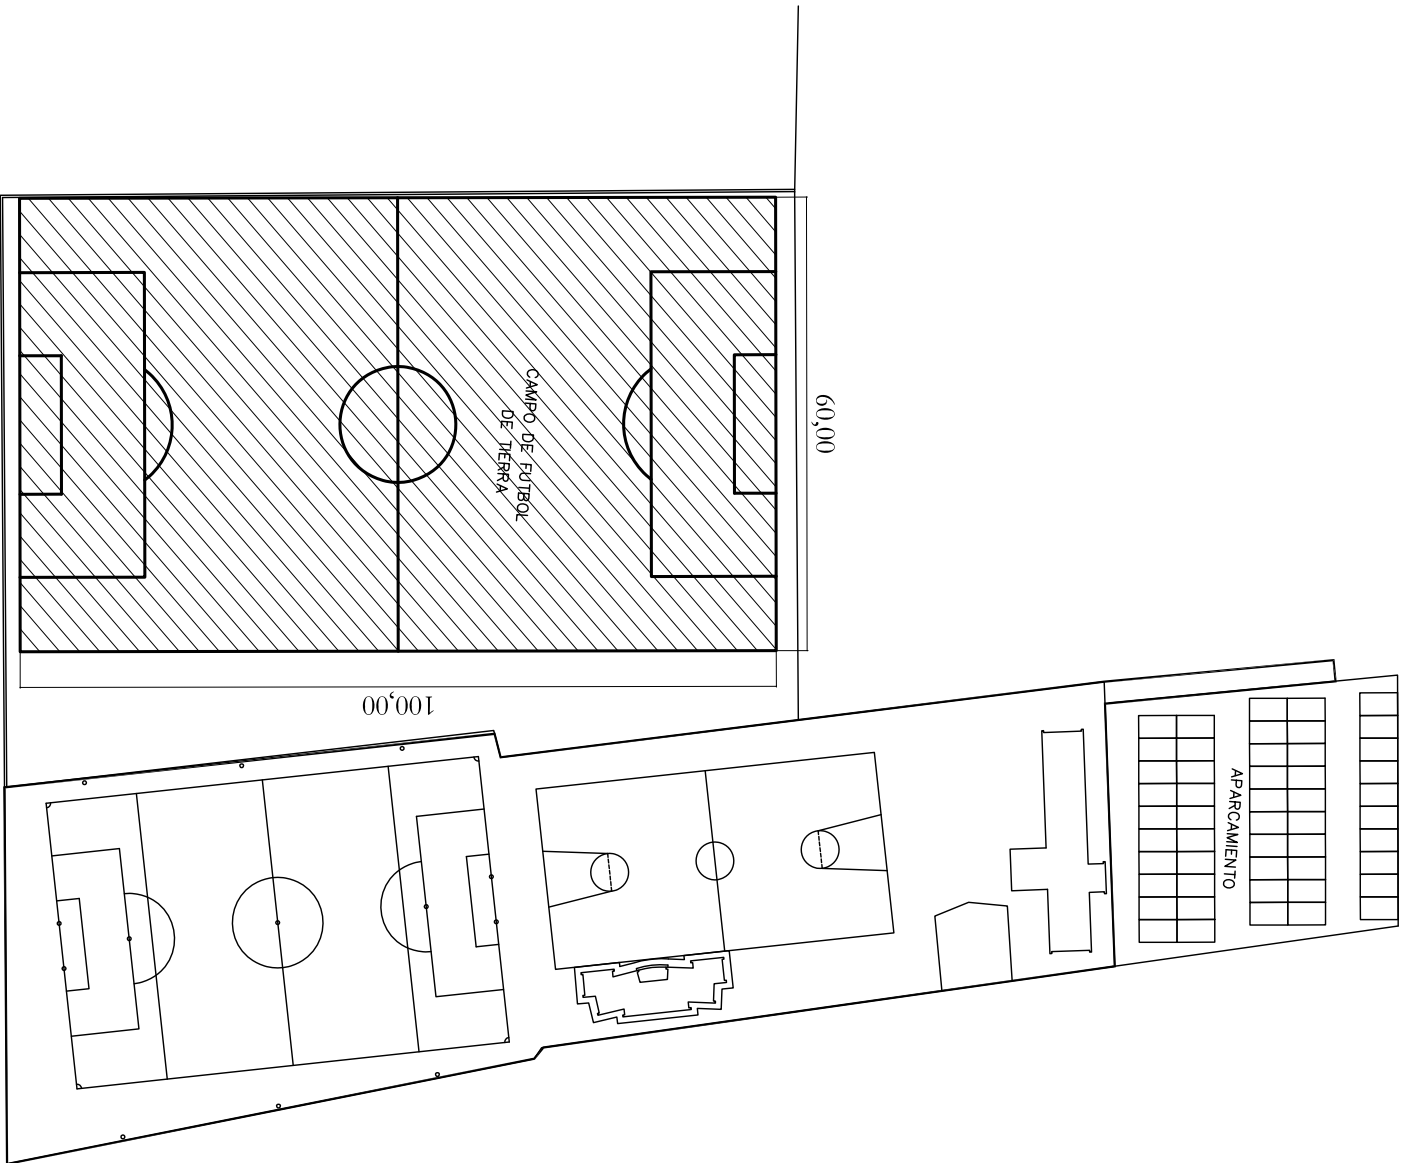 CAMPO DE FUTBOL
DE TIERRA
60,00
100,00
APARCAMIENTO